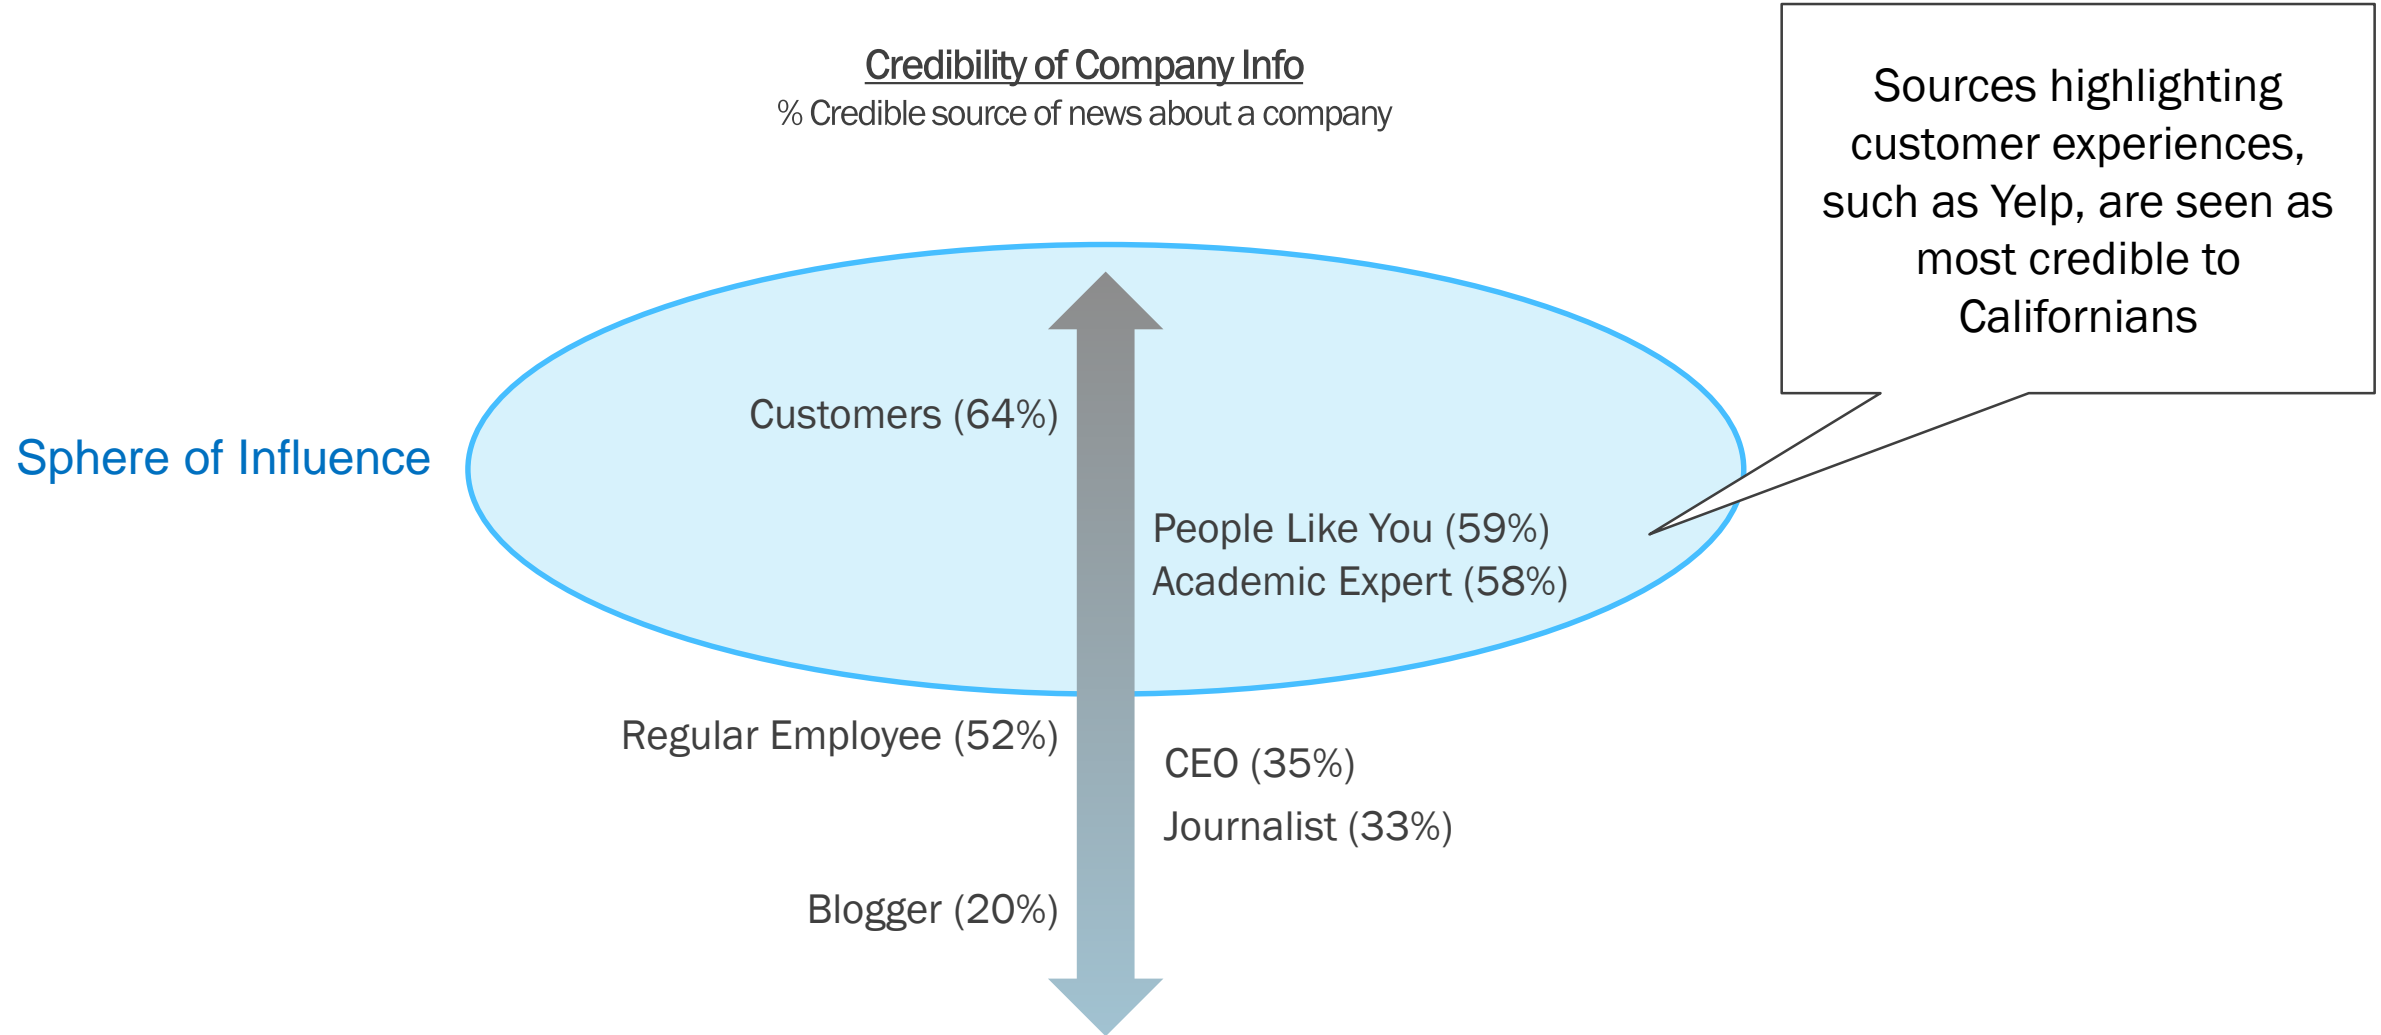 Credibility of Company Info
% Credible source of news about a company
Sources highlighting
customer experiences,
such as Yelp, are seen as
most credible to
Californians
Sphere of Influence
Customers (64%)
People Like You (59%)
Academic Expert (58%)
Regular Employee (52%)
CEO (35%)
Journalist (33%)
Blogger (20%)